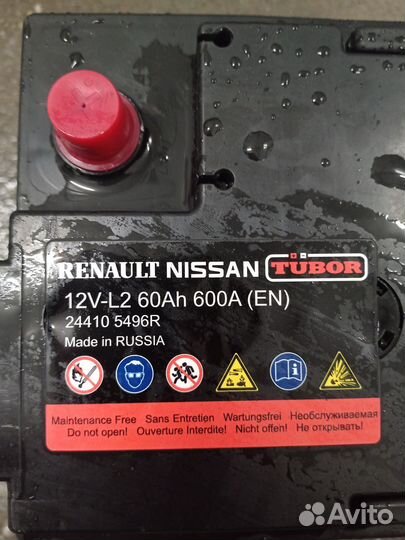 RENAULT NISSAN TUBOR
12V-L2 60Ah 600A (EN)
24410 5496R
Made in RUSSIA
Maintenance Free Sans Entretien Wartungsfrei Необслуживаемая
Do not open! Ouverture Interdite! Nicht offen! Не открывать!
Avito